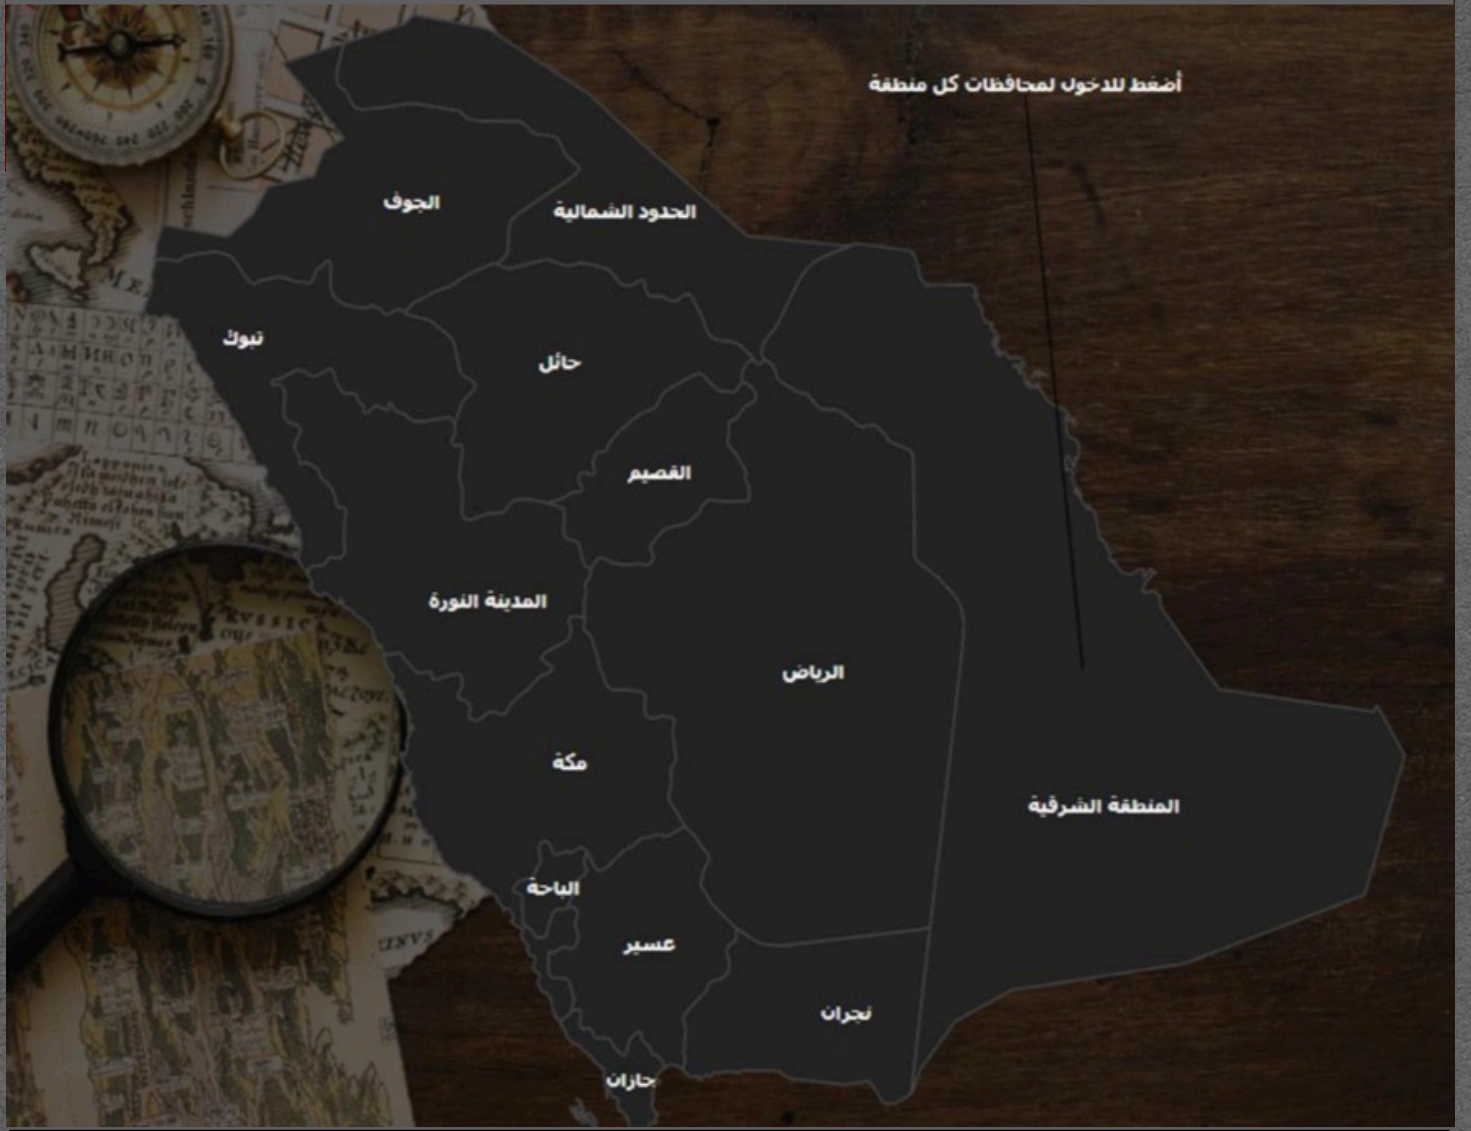 أضغط للدخول لمحافظات كل منطقة
الجوف
الحدود الشمالية
تبوك
حائل
القصيم
المدينة النورة
الرياض
مكة
المنطقة الشرقية
الباحة
عسير
نجران
جازان